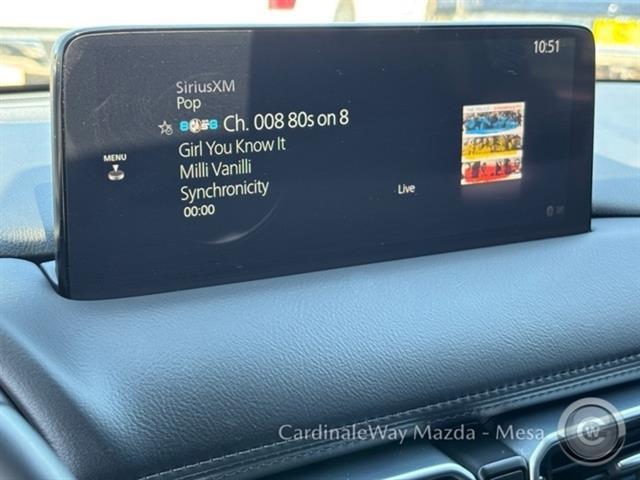 10:51
SiriusXM
Pop
Ch. 008 80s on 8
MENU
Girl You Know It
Milli Vanilli
Synchronicity
00:00
Live
CardinaleWay Mazda - Mesa